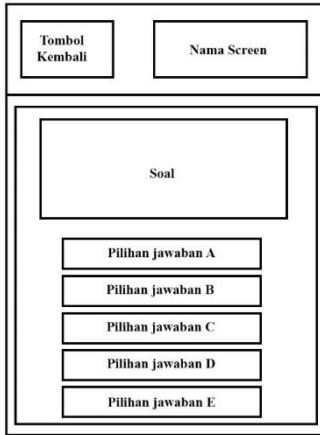 Tombol
Kembali
Nama Screen
Soal
Pilihan jawaban A
Pilihan jawaban B
Pilihan jawaban C
Pilihan jawaban D
Pilihan jawaban E